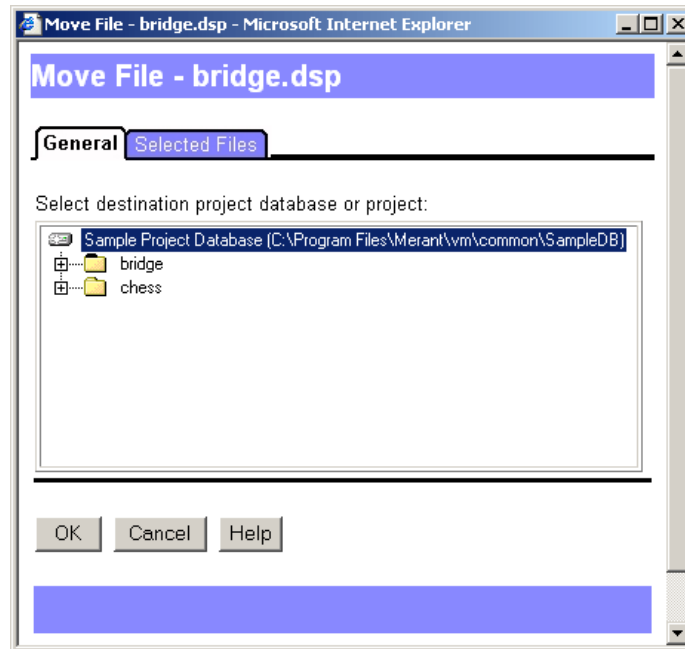 Move File - bridge.dsp - Microsoft Internet Explorer
Move File - bridge.dsp
General Selected Files
Select destination project database or project:
Sample Project Database (C:\Program Files\Merant\vm\common\SampleDB)
bridge
chess
OK Cancel Help